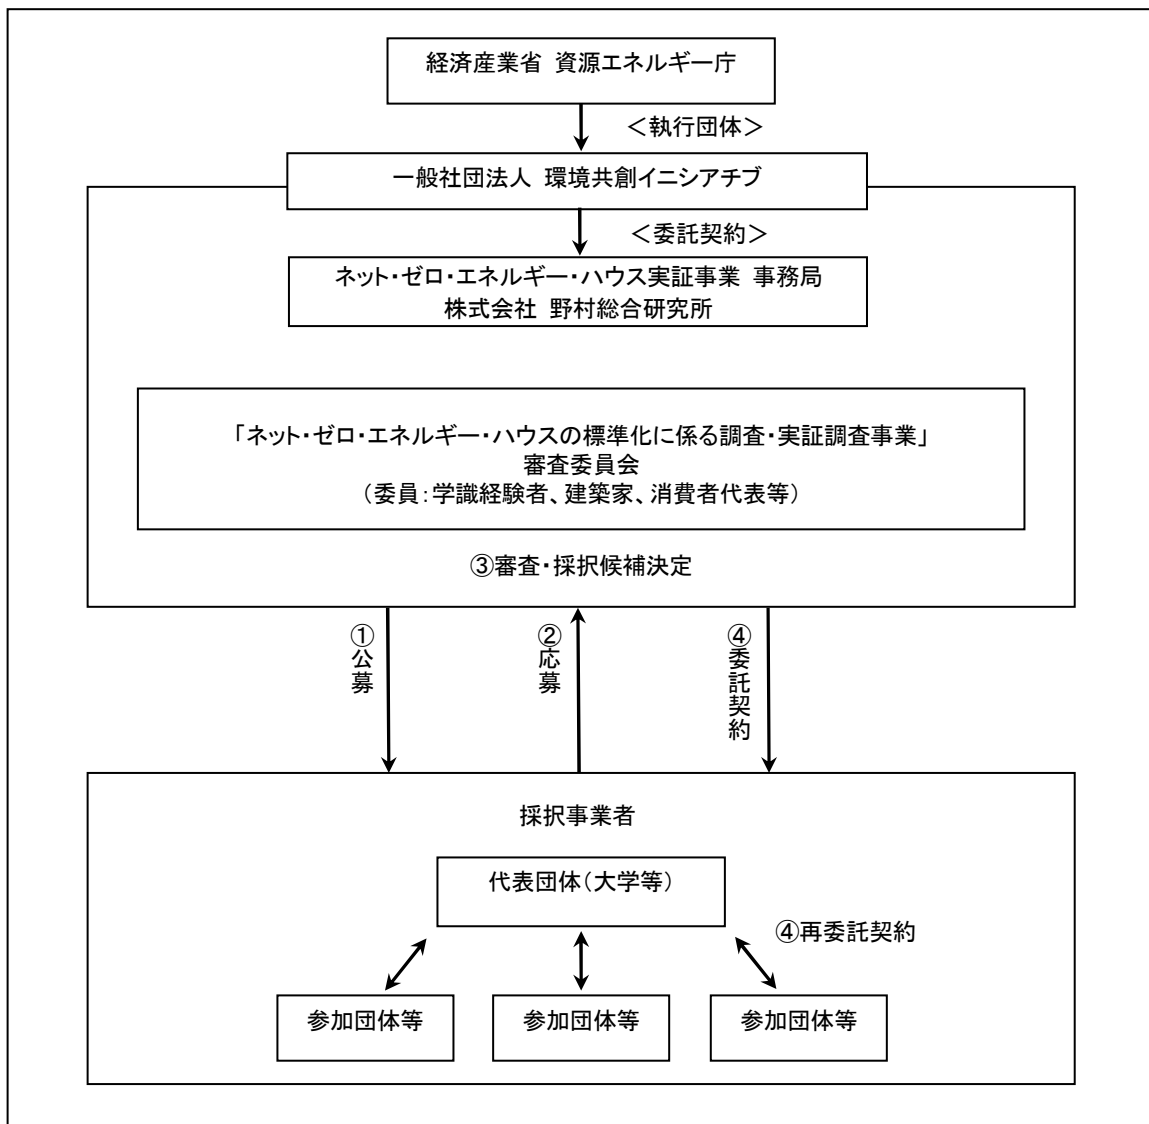 経済産業省 資源エネルギー庁
＜執行団体＞
一般社団法人 環境共創イニシアチブ
＜委託契約＞
ネット・ゼロ・エネルギー・ハウス実証事業 事務局
株式会社 野村総合研究所
「ネット・ゼロ・エネルギー・ハウスの標準化に係る調査・実証調査事業」
審査委員会
（委員：学識経験者、建築家、消費者代表等）
③審査・採択候補決定
①公募
②応募
④委託契約
採択事業者
代表団体（大学等）
④再委託契約
参加団体等
参加団体等
参加団体等